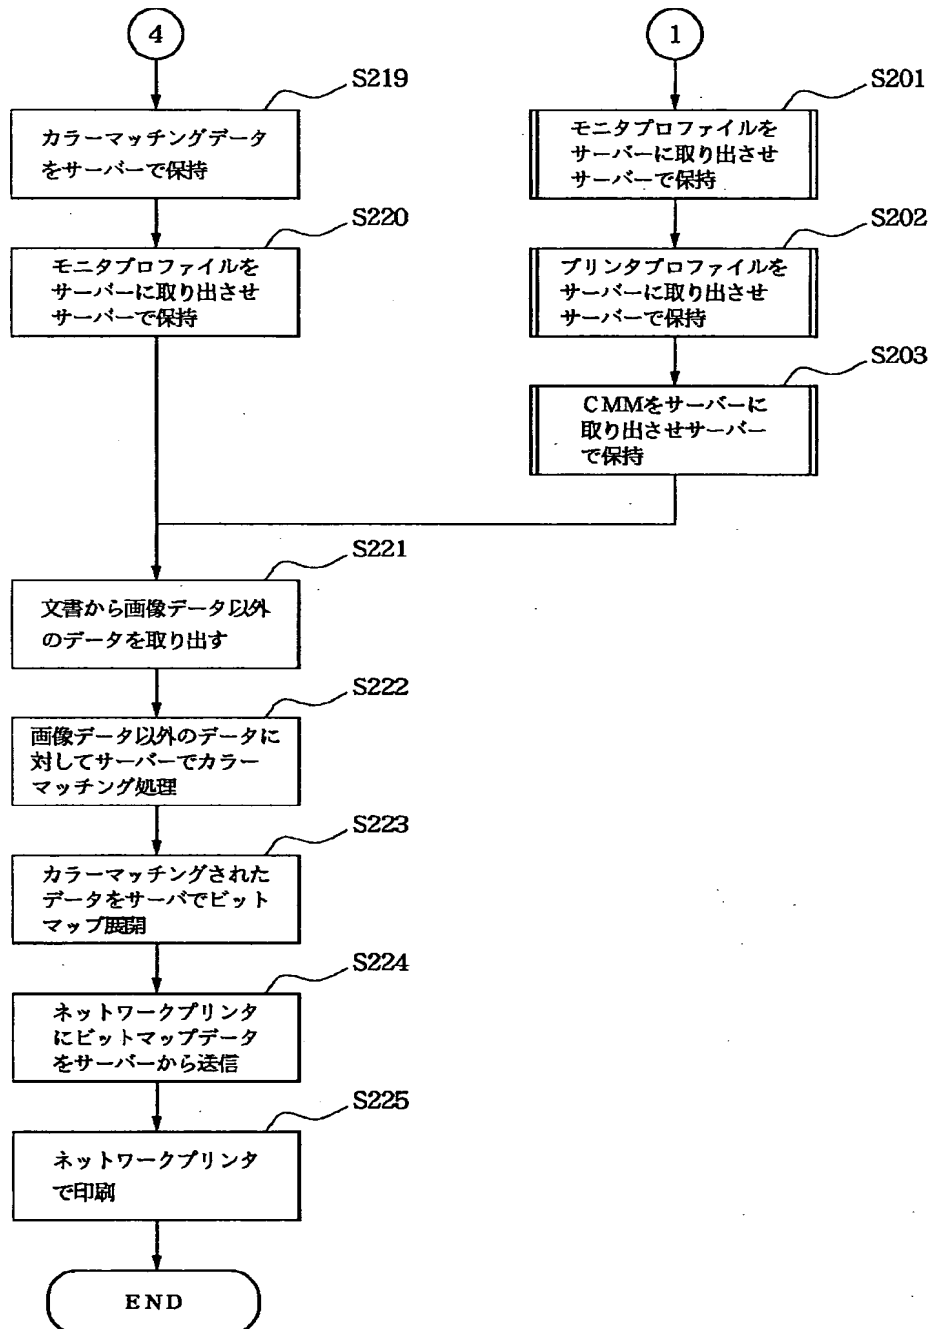 4
S219
カラーマッチングデータ
をサーバーで保持
S220
モニタプロファイルを
サーバーに取り出させ
サーバーで保持
1
S201
モニタプロファイルを
サーバーに取り出させ
サーバーで保持
S202
プリンタプロファイルを
サーバーに取り出させ
サーバーで保持
S203
CMMをサーバーに
取り出させサーバー
で保持
S221
文書から画像データ以外
のデータを取り出す
S222
画像データ以外のデータに
対してサーバーでカラー
マッチング処理
S223
カラーマッチングされた
データをサーバでビット
マップ展開
S224
ネットワークプリンタ
にビットマップデータ
をサーバーから送信
S225
ネットワークプリンタ
で印刷
END